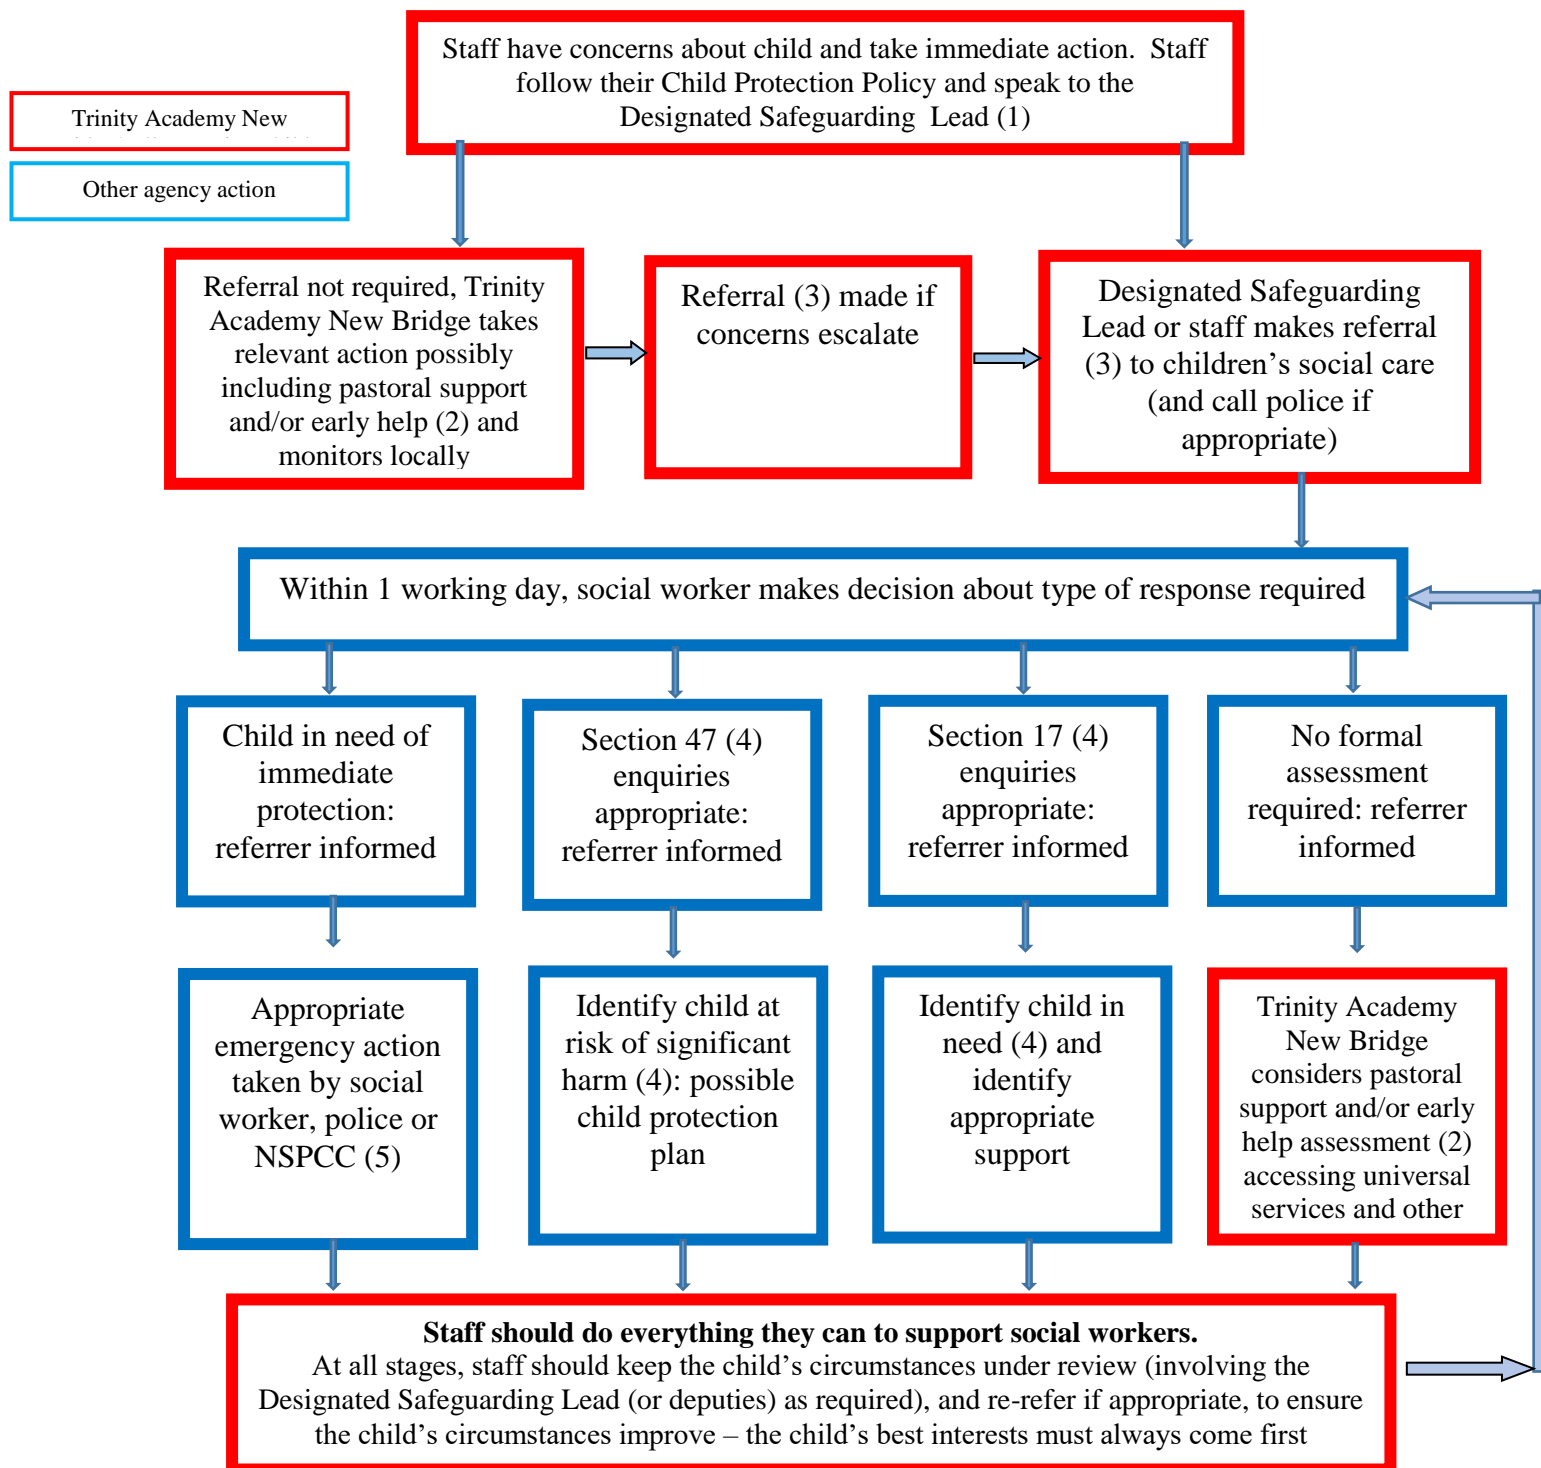 Staff have concerns about child and take immediate action.  Staff
follow their Child Protection Policy and speak to the
Designated Safeguarding  Lead (1)
Trinity Academy New
Other agency action
Referral not required, Trinity
Academy New Bridge takes
relevant action possibly
including pastoral support
and/or early help (2) and
monitors locally
Referral (3) made if
concerns escalate
Designated Safeguarding
Lead or staff makes referral
(3) to children’s social care
(and call police if
appropriate)
Within 1 working day, social worker makes decision about type of response required
Child in need of
immediate
protection:
referrer informed
Section 47 (4)
enquiries
appropriate:
referrer informed
Section 17 (4)
enquiries
appropriate:
referrer informed
No formal
assessment
required: referrer
informed
Appropriate
emergency action
taken by social
worker, police or
NSPCC (5)
Identify child at
risk of significant
harm (4): possible
child protection
plan
Identify child in
need (4) and
identify
appropriate
support
Trinity Academy
New Bridge
considers pastoral
support and/or early
help assessment (2)
accessing universal
services and other
Staff should do everything they can to support social workers.
At all stages, staff should keep the child’s circumstances under review (involving the
Designated Safeguarding Lead (or deputies) as required), and re-refer if appropriate, to ensure
the child’s circumstances improve – the child’s best interests must always come first